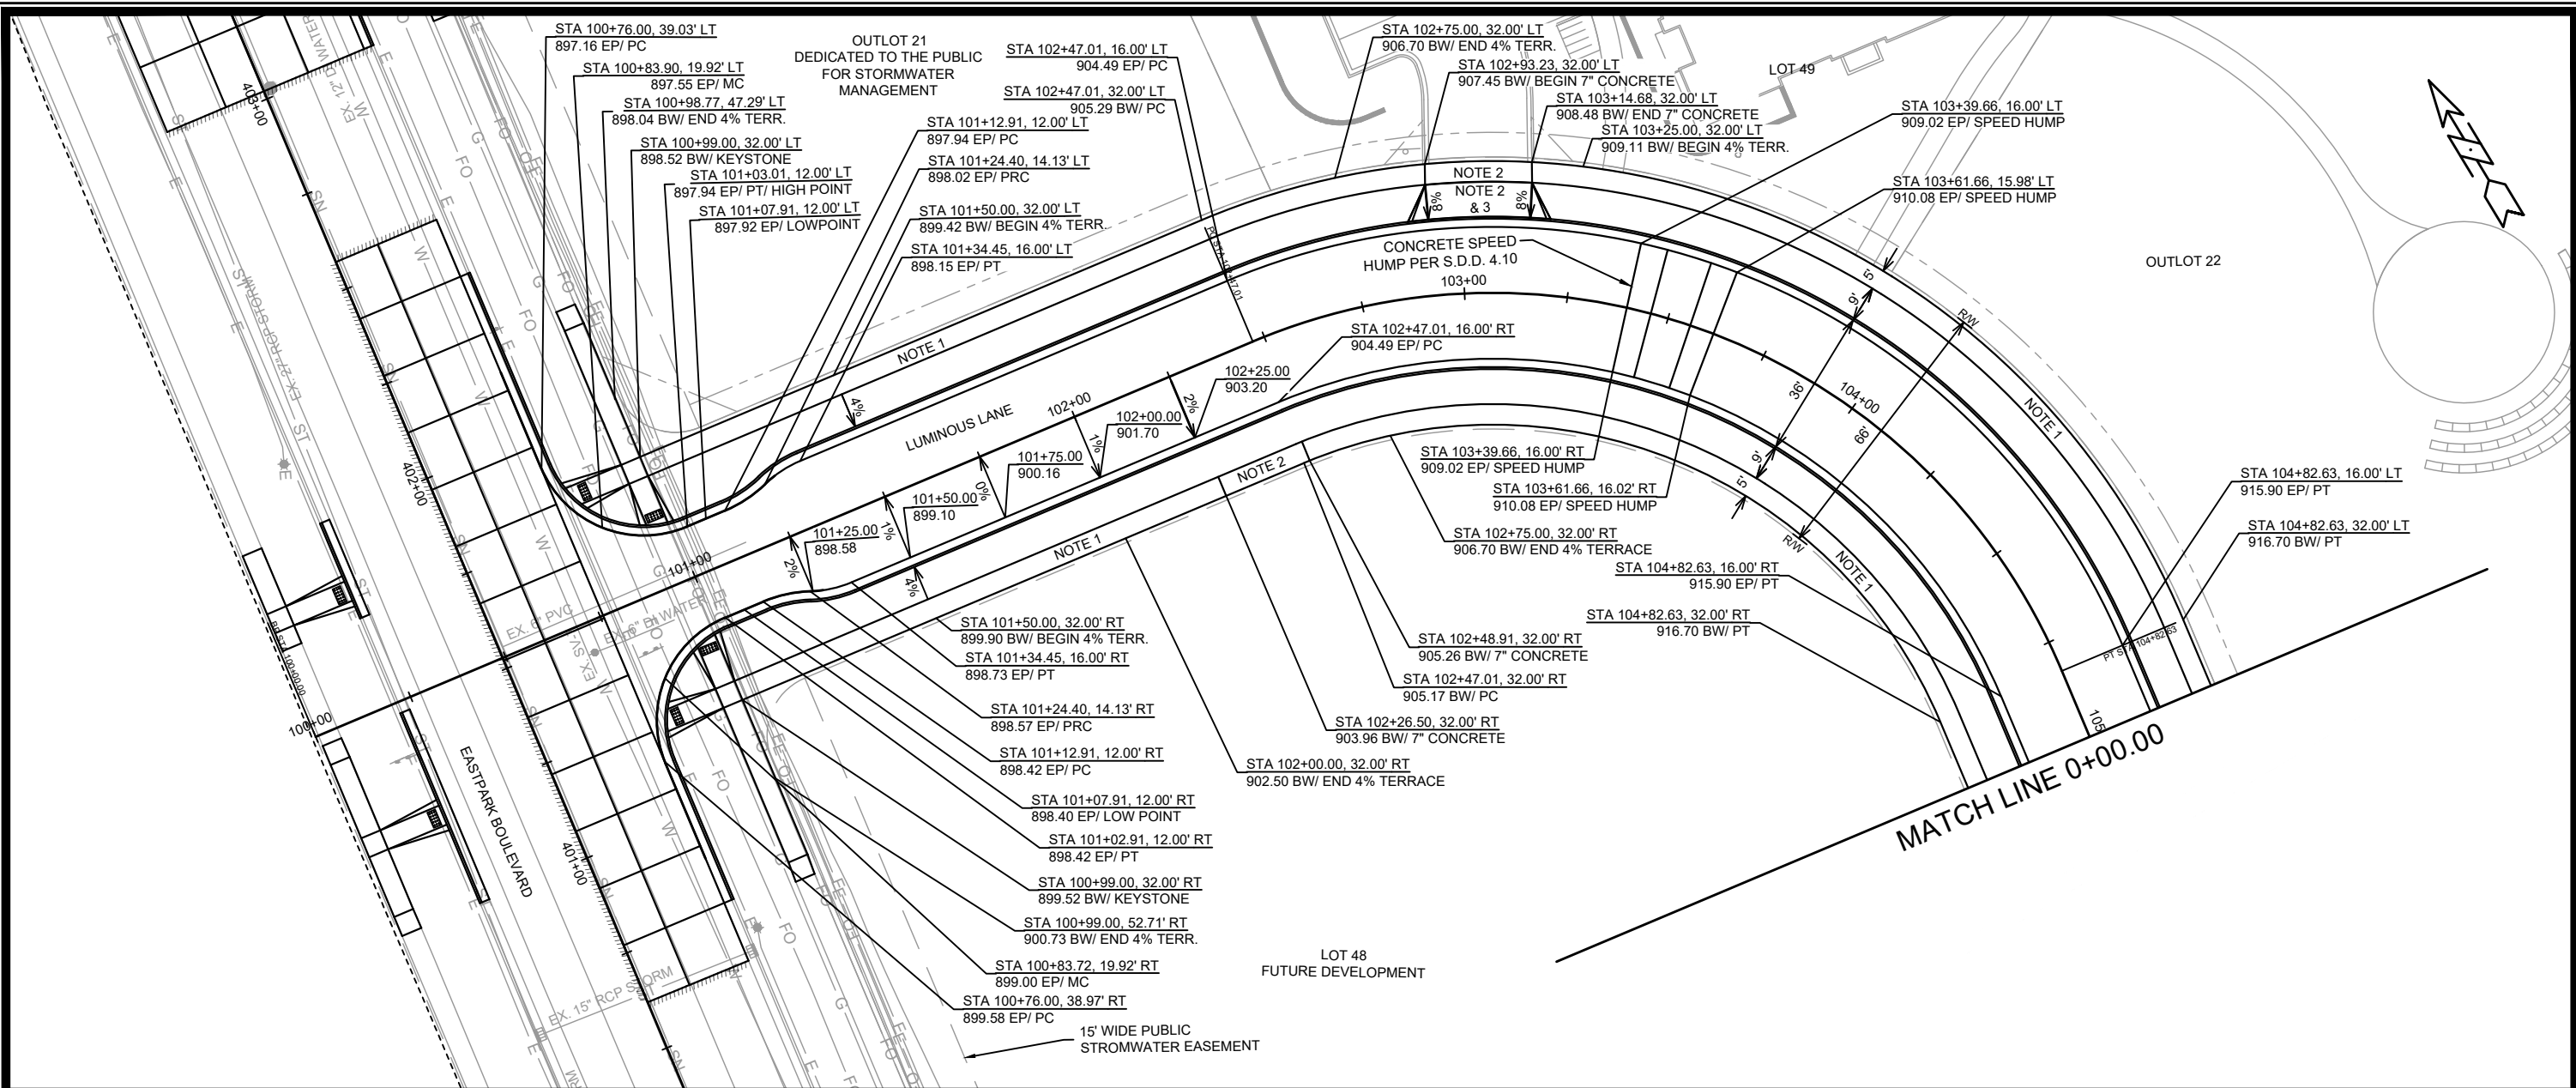 STA 100+76.00, 39.03' LT
897.16 EP/ PC
STA 100+83.90, 19.92' LT
897.55 EP/ MC
STA 100+98.77, 47.29' LT
898.04 BW/ END 4% TERR.
STA 100+99.00, 32.00' LT
898.52 BW/ KEYSTONE
STA 101+03.01, 12.00' LT
897.94 EP/ PT/ HIGH POINT
STA 101+07.91, 12.00' LT
897.92 EP/ LOWPOINT
OUTLOT 21
DEDICATED TO THE PUBLIC
FOR STORMWATER
MANAGEMENT
STA 102+47.01, 16.00' LT
904.49 EP/ PC
STA 102+47.01, 32.00' LT
905.29 BW/ PC
STA 101+12.91, 12.00' LT
897.94 EP/ PC
STA 101+24.40, 14.13' LT
898.02 EP/ PRC
STA 101+50.00, 32.00' LT
899.42 BW/ BEGIN 4% TERR.
STA 101+34.45, 16.00' LT
898.15 EP/ PT
STA 102+75.00, 32.00' LT
906.70 BW/ END 4% TERR.
STA 102+93.23, 32.00' LT
907.45 BW/ BEGIN 7" CONCRETE
STA 103+14.68, 32.00' LT
908.48 BW/ END 7" CONCRETE
STA 103+25.00, 32.00' LT
909.11 BW/ BEGIN 4% TERR.
LOT 49
STA 103+39.66, 16.00' LT
909.02 EP/ SPEED HUMP
STA 103+61.66, 15.98' LT
910.08 EP/ SPEED HUMP
OUTLOT 22
NOTE 2
NOTE 2
& 3
8%
8%
CONCRETE SPEED
HUMP PER S.D.D. 4.10
103+00
5'
9'
R/W
36'
66'
104+00
NOTE 1
9'
5'
R/W
NOTE 1
403+00
EX. 12" DI WATER
EX. 27" RCP STORM
402+00
NOTE 1
4%
LUMINOUS LANE
102+00
2%
102+25.00
903.20
1%
102+00.00
901.70
0%
101+75.00
900.16
1%
101+50.00
899.10
2%
101+25.00
898.58
101+00
4%
NOTE 1
NOTE 2
EX. 6" PVC
EX. 6" DI WATER
100+00
EASTPARK BOULEVARD
401+00
EX. 15" RCP STORM
STA 102+47.01, 16.00' RT
904.49 EP/ PC
STA 103+39.66, 16.00' RT
909.02 EP/ SPEED HUMP
STA 103+61.66, 16.02' RT
910.08 EP/ SPEED HUMP
STA 102+75.00, 32.00' RT
906.70 BW/ END 4% TERRACE
STA 104+82.63, 16.00' RT
915.90 EP/ PT
STA 104+82.63, 32.00' RT
916.70 BW/ PT
STA 104+82.63, 16.00' LT
915.90 EP/ PT
STA 104+82.63, 32.00' LT
916.70 BW/ PT
PT STA 104+82.63
105
MATCH LINE 0+00.00
STA 101+50.00, 32.00' RT
899.90 BW/ BEGIN 4% TERR.
STA 101+34.45, 16.00' RT
898.73 EP/ PT
STA 101+24.40, 14.13' RT
898.57 EP/ PRC
STA 101+12.91, 12.00' RT
898.42 EP/ PC
STA 101+07.91, 12.00' RT
898.40 EP/ LOW POINT
STA 101+02.91, 12.00' RT
898.42 EP/ PT
STA 100+99.00, 32.00' RT
899.52 BW/ KEYSTONE
STA 100+99.00, 52.71' RT
900.73 BW/ END 4% TERR.
STA 100+83.72, 19.92' RT
899.00 EP/ MC
STA 100+76.00, 38.97' RT
899.58 EP/ PC
STA 102+48.91, 32.00' RT
905.26 BW/ 7" CONCRETE
STA 102+47.01, 32.00' RT
905.17 BW/ PC
STA 102+26.50, 32.00' RT
903.96 BW/ 7" CONCRETE
STA 102+00.00, 32.00' RT
902.50 BW/ END 4% TERRACE
LOT 48
FUTURE DEVELOPMENT
15' WIDE PUBLIC
STROMWATER EASEMENT